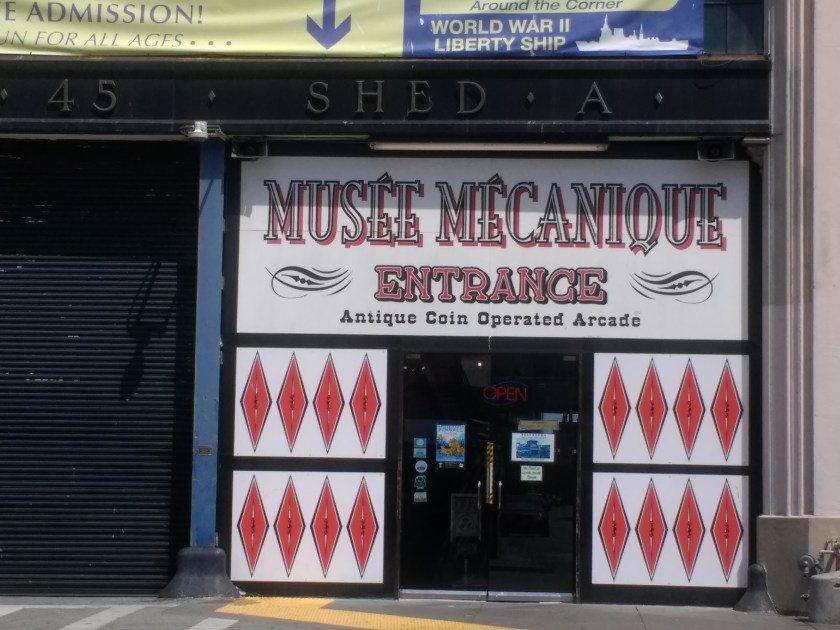 E ADMISSION!
UN FOR ALL AGES...
Around the Corner
WORLD WAR II
LIBERTY SHIP
45 · SHED · A ·
MUSÉE MÉCANIQUE
ENTRANCE
Antique Coin Operated Arcade
OPEN